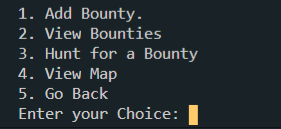 1. Add Bounty.
2. View Bounties
3. Hunt for a Bounty
4. View Map
5. Go Back
Enter your Choice: